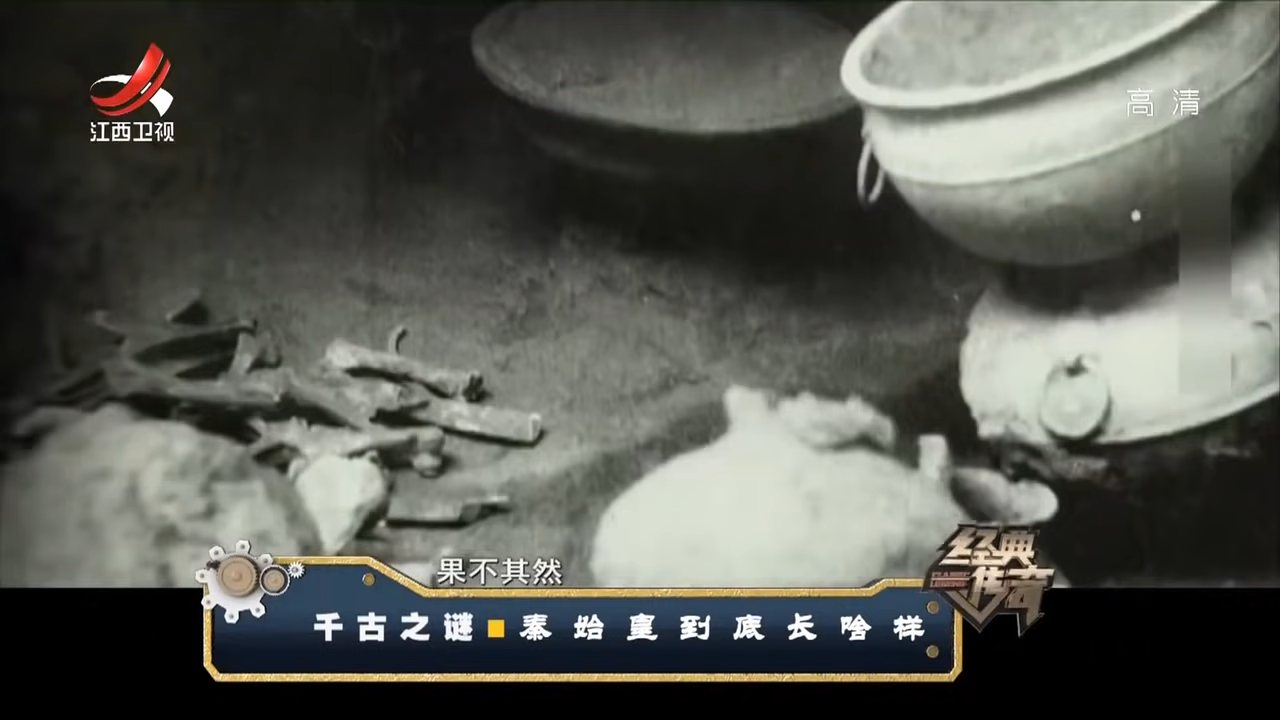 江西卫视
高清
果不其然
千古之谜 秦始皇到底长啥样
经典传奇